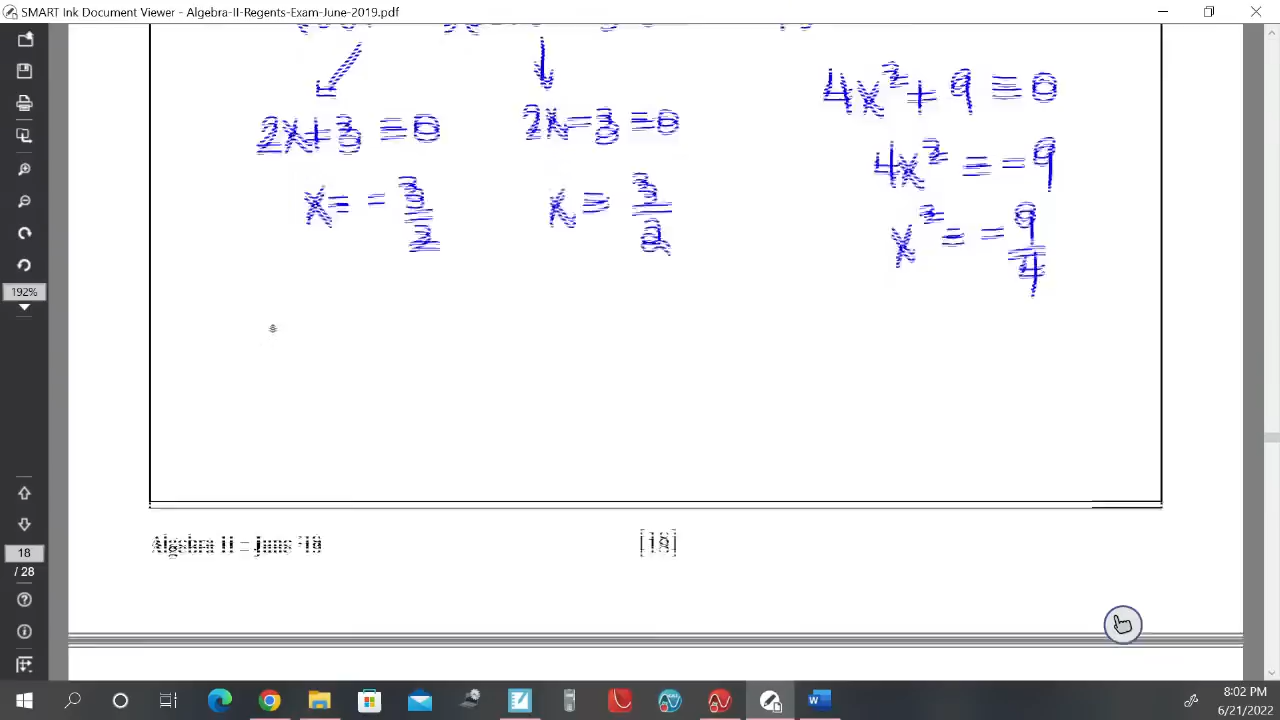 SMART Ink Document Viewer - Algebra-II-Regents-Exam-June-2019.pdf
4x² + 9 = 0
2x+3 = 0
2x-3=0
4x² = -9
x = - 3/2
x = 3/2
x² = - 9/4
192%
Algebra II – June '19
[18]
18
/ 28
8:02 PM
6/21/2022